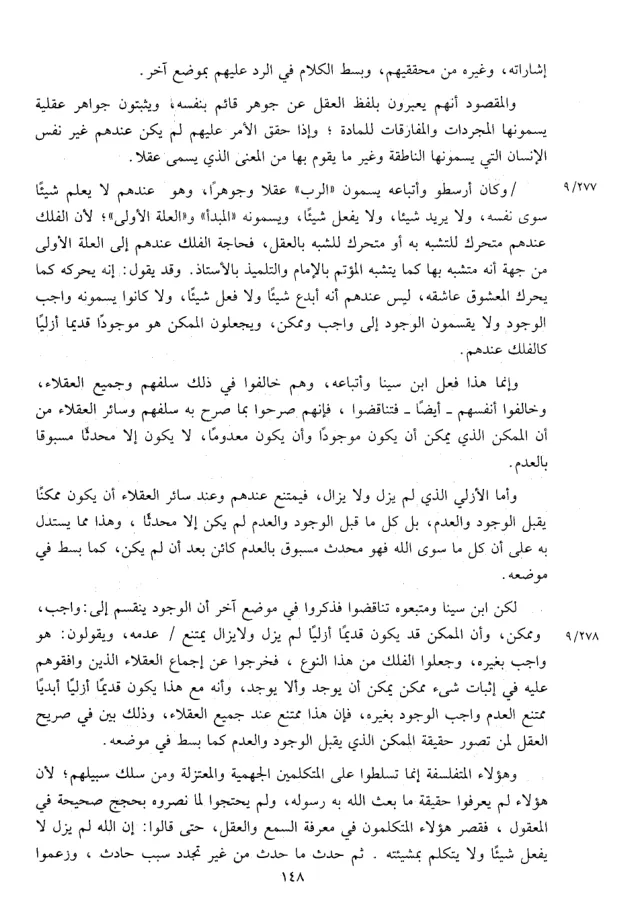 إشاراته، وغيره من محققيهم، وبسط الكلام في الرد عليهم بموضع آخر.
والمقصود أنهم يعبرون بلفظ العقل عن جوهر قائم بنفسه، ويثبتون جواهر عقلية
يسمونها المجردات والمفارقات للمادة ؛ وإذا حقق الأمر عليهم لم يكن عندهم غير نفس
الإنسان التي يسمونها الناطقة وغير ما يقوم بها من المعنى الذي يسمى عقلا.
٩/٢٧٧ / وكان أرسطو وأتباعه يسمون «الرب» عقلا وجوهرًا، وهو عندهم لا يعلم شيئًا
سوى نفسه، ولا يريد شيئا، ولا يفعل شيئًا، ويسمونه «المبدأ» و«العلة الأولى»؛ لأن الفلك
عندهم متحرك للتشبه به أو متحرك للشبه بالعقل، فحاجة الفلك عندهم إلى العلة الأولى
من جهة أنه متشبه بها كما يتشبه المؤتم بالإمام والتلميذ بالأستاذ. وقد يقول: إنه يحركه كما
يحرك المعشوق عاشقه، ليس عندهم أنه أبدع شيئًا ولا فعل شيئًا، ولا كانوا يسمونه واجب
الوجود ولا يقسمون الوجود إلى واجب وممكن، ويجعلون الممكن هو موجودًا قديما أزليًا
كالفلك عندهم.
وإنما هذا فعل ابن سينا وأتباعه، وهم خالفوا في ذلك سلفهم وجميع العقلاء،
وخالفوا أنفسهم ـ أيضًا ـ فتناقضوا ، فإنهم صرحوا بما صرح به سلفهم وسائر العقلاء من
أن الممكن الذي يمكن أن يكون موجودًا وأن يكون معدوما، لا يكون إلا محدثًا مسبوقا
بالعدم.
وأما الأزلي الذي لم يزل ولا يزال، فيمتنع عندهم وعند سائر العقلاء أن يكون ممكنًا
يقبل الوجود والعدم، بل كل ما قبل الوجود والعدم لم يكن إلا محدثًا ، وهذا مما يستدل
به على أن كل ما سوى الله فهو محدث مسبوق بالعدم كائن بعد أن لم يكن، كما بسط في
موضعه.
لكن ابن سينا ومتبعوه تناقضوا فذكروا في موضع آخر أن الوجود ينقسم إلى:واجب،
٩/٢٧٨ وممكن، وأن الممكن قد يكون قديمًا أزليًا لم يزل ولايزال يمتنع / عدمه، ويقولون: هو
واجب بغيره، وجعلوا الفلك من هذا النوع ، فخرجوا عن إجماع العقلاء الذين وافقوهم
عليه في إثبات شىء ممكن يمكن أن يوجد وألا يوجد، وأنه مع هذا يكون قديمًا أزليًا أبديًا
ممتنع العدم واجب الوجود بغيره، فإن هذا ممتنع عند جميع العقلاء، وذلك بين في صريح
العقل لمن تصور حقيقة الممكن الذي يقبل الوجود والعدم كما بسط في موضعه.
وهؤلاء المتفلسفة إنما تسلطوا على المتكلمين الجهمية والمعتزلة ومن سلك سبيلهم؛ لأن
هؤلاء لم يعرفوا حقيقة ما بعث الله به رسوله، ولم يحتجوا لما نصروه بحجج صحيحة في
المعقول ، فقصر هؤلاء المتكلمون في معرفة السمع والعقل، حتى قالوا: إن الله لم يزل لا
يفعل شيئًا ولا يتكلم بمشيئته . ثم حدث ما حدث من غير تجدد سبب حادث ، وزعموا
١٤٨